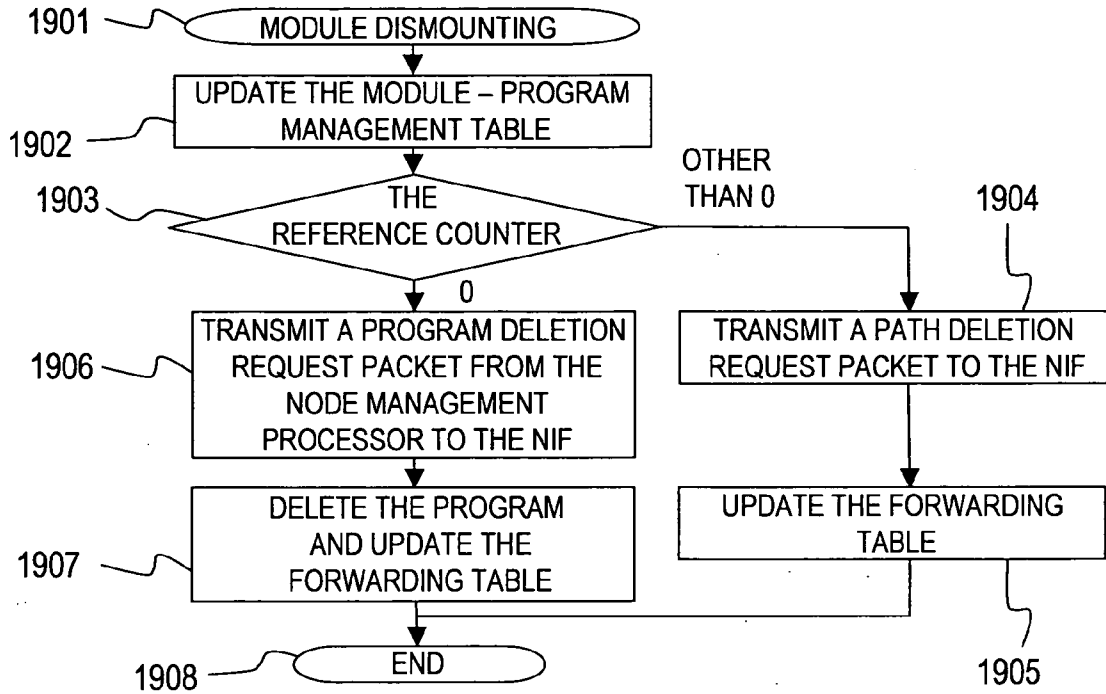 1901
MODULE DISMOUNTING
UPDATE THE MODULE – PROGRAM
MANAGEMENT TABLE
1902
OTHER
THAN 0
1903
THE
REFERENCE COUNTER
1904
0
TRANSMIT A PROGRAM DELETION
REQUEST PACKET FROM THE
NODE MANAGEMENT
PROCESSOR TO THE NIF
1906
TRANSMIT A PATH DELETION
REQUEST PACKET TO THE NIF
DELETE THE PROGRAM
AND UPDATE THE
FORWARDING TABLE
1907
UPDATE THE FORWARDING
TABLE
1905
END
1908